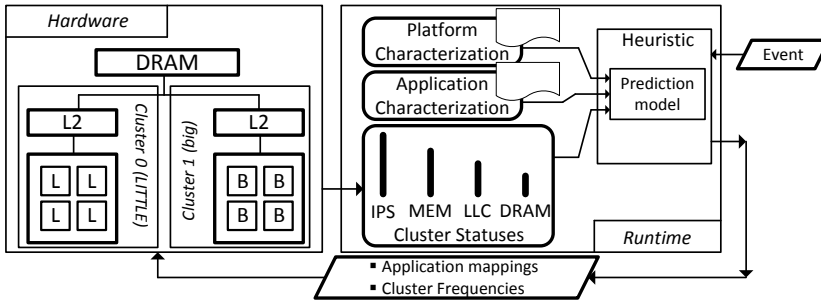 Hardware
DRAM
L2
L2
Cluster 0 (LITTLE)
Cluster 1 (big)
L L
L L
B B
B B
Platform
Characterization
Application
Characterization
IPS MEM LLC DRAM
Cluster Statuses
Heuristic
Prediction
model
Event
Runtime
▪ Application mappings
▪ Cluster Frequencies